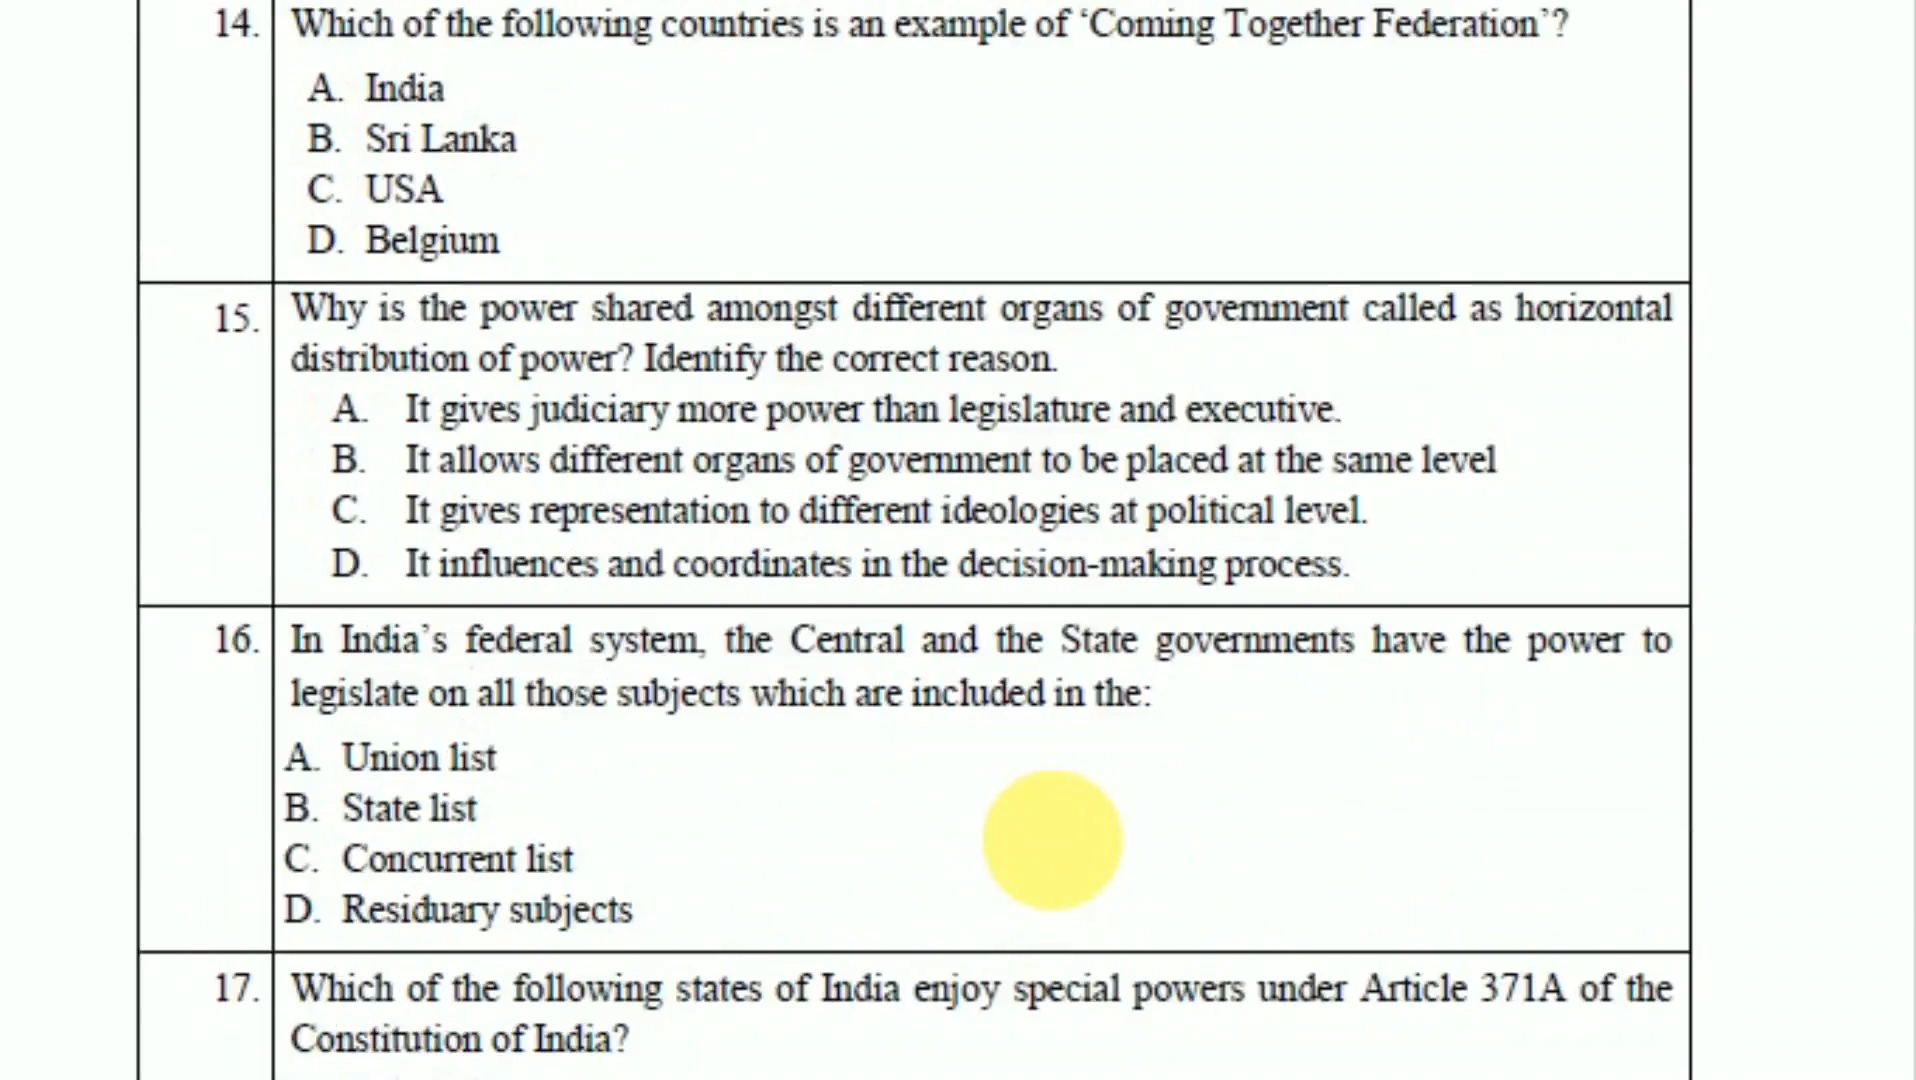 14. Which of the following countries is an example of ‘Coming Together Federation’?
A. India
B. Sri Lanka
C. USA
D. Belgium
15. Why is the power shared amongst different organs of government called as horizontal
distribution of power? Identify the correct reason.
A. It gives judiciary more power than legislature and executive.
B. It allows different organs of government to be placed at the same level
C. It gives representation to different ideologies at political level.
D. It influences and coordinates in the decision-making process.
16. In India’s federal system, the Central and the State governments have the power to
legislate on all those subjects which are included in the:
A. Union list
B. State list
C. Concurrent list
D. Residuary subjects
17. Which of the following states of India enjoy special powers under Article 371A of the
Constitution of India?